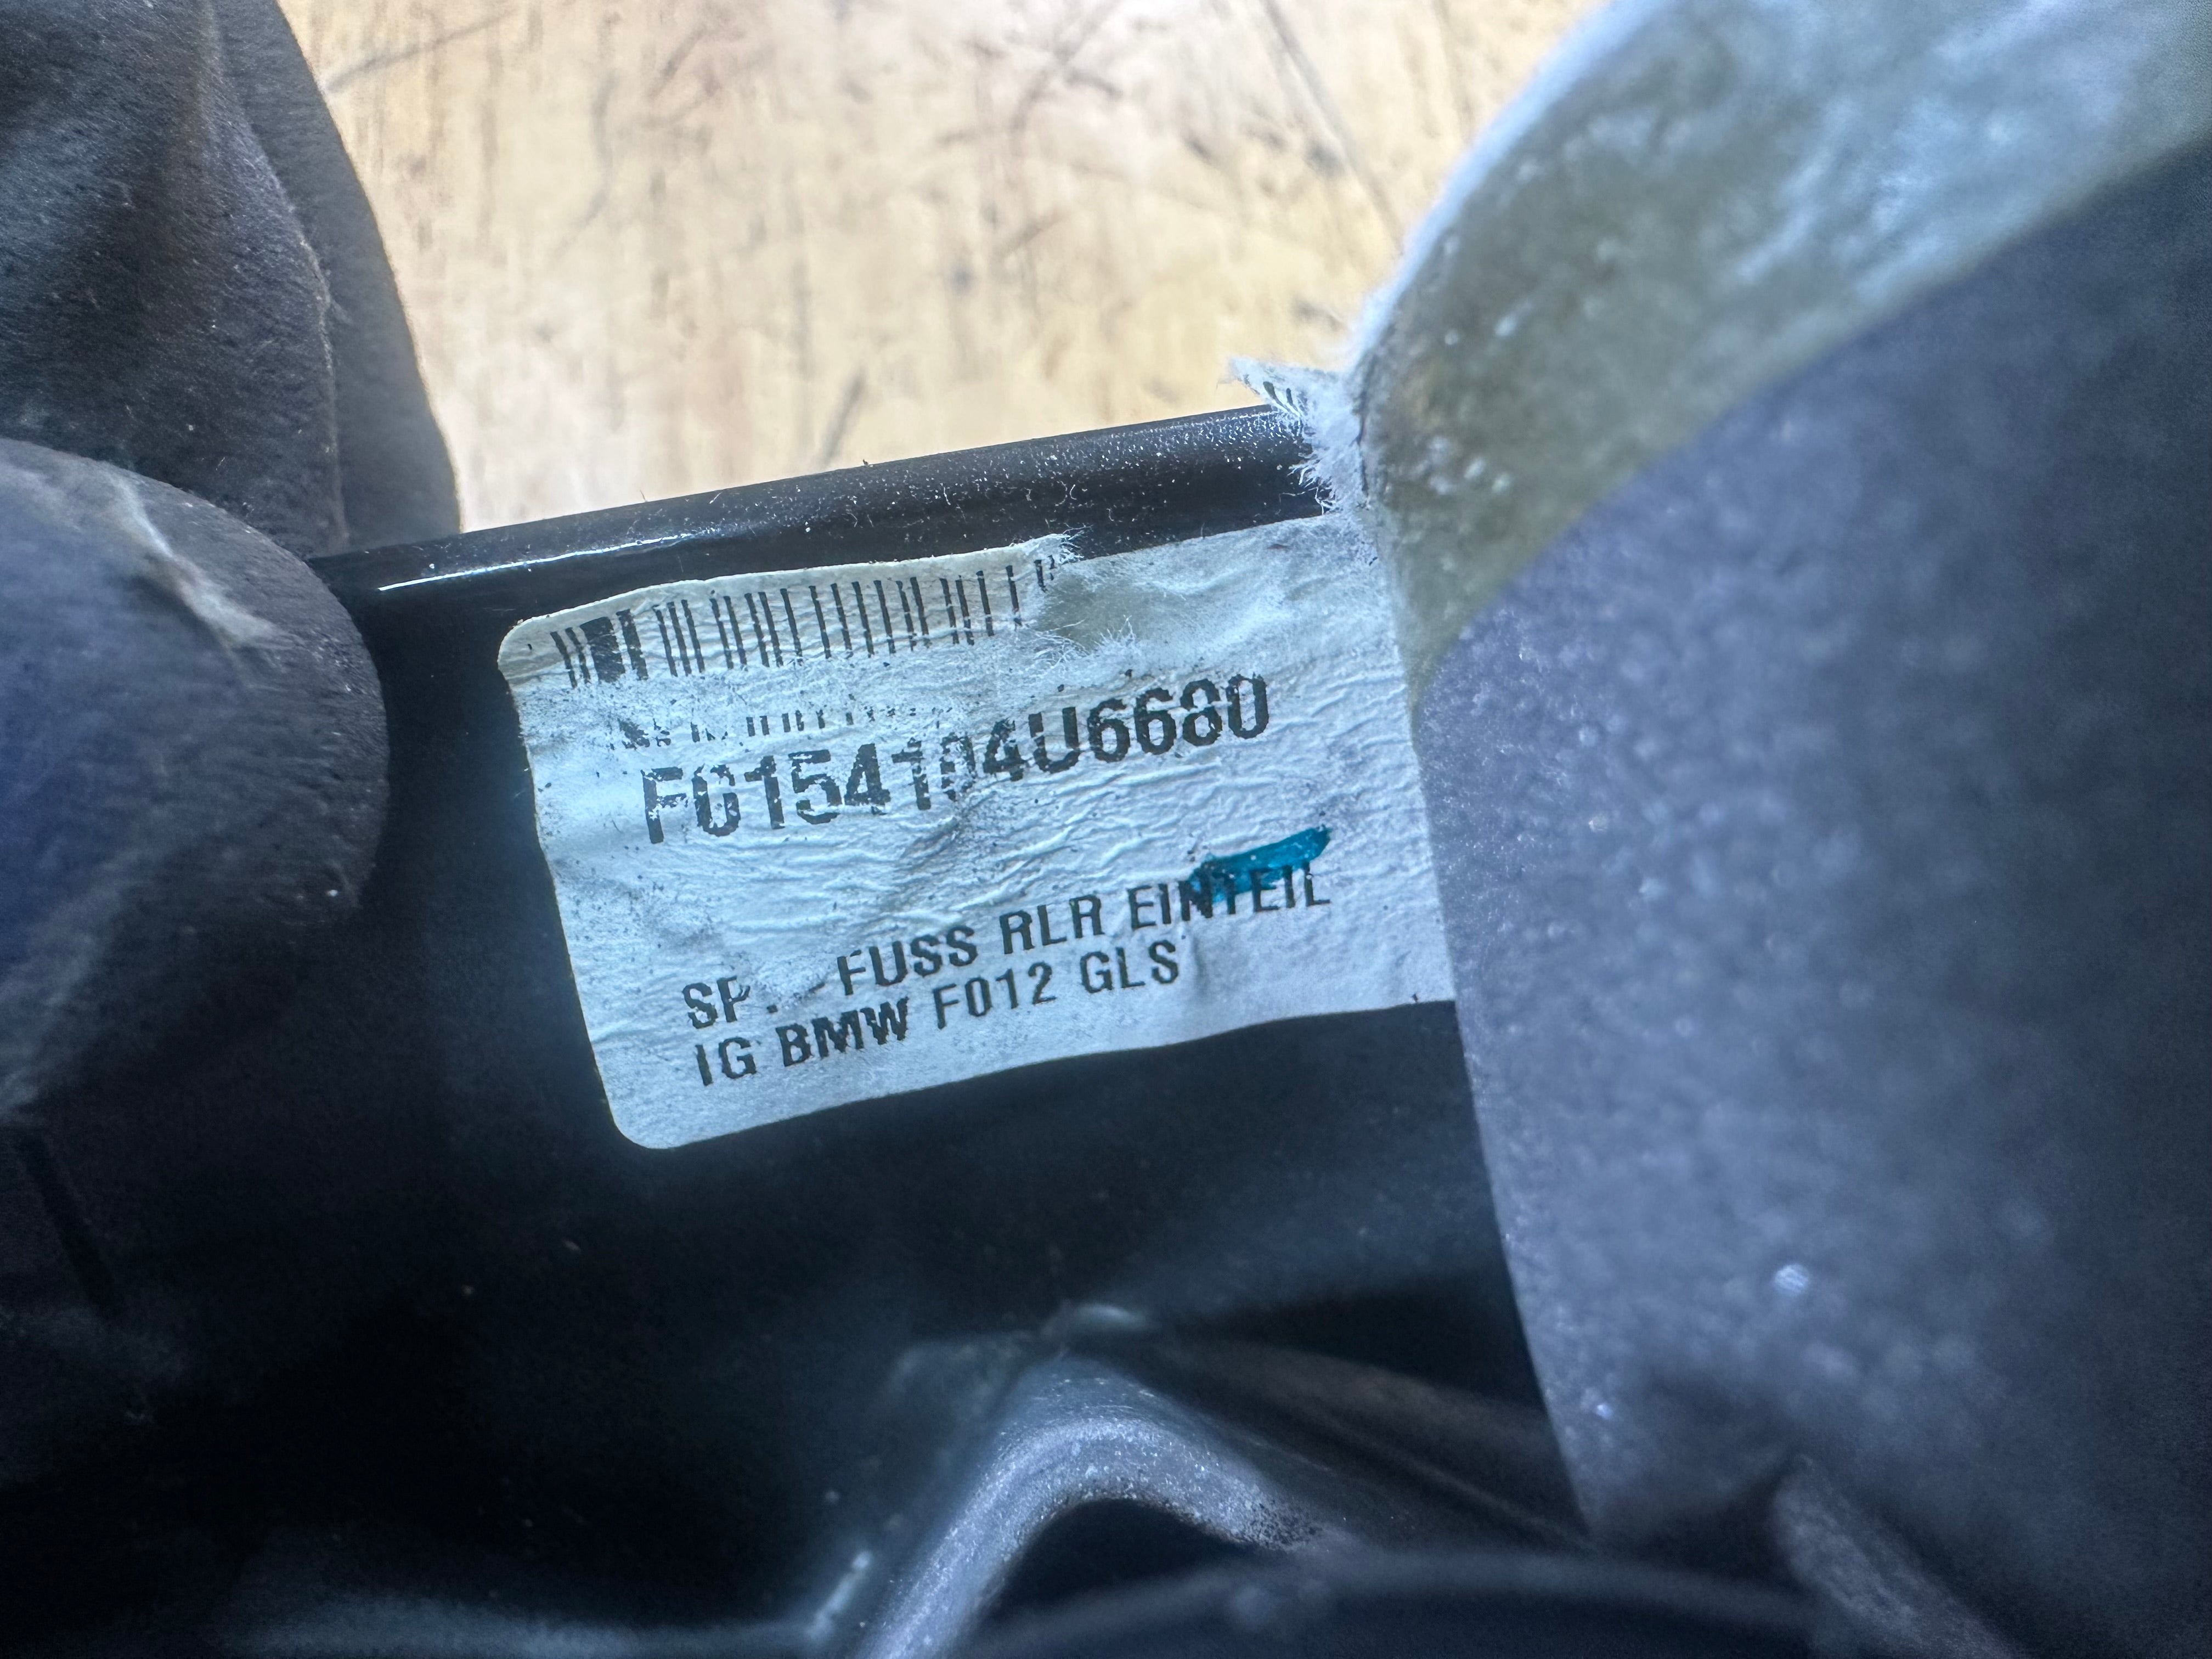 F0154104U6680
FUSS RLR EINTEIL
IG BMW F012 GLS